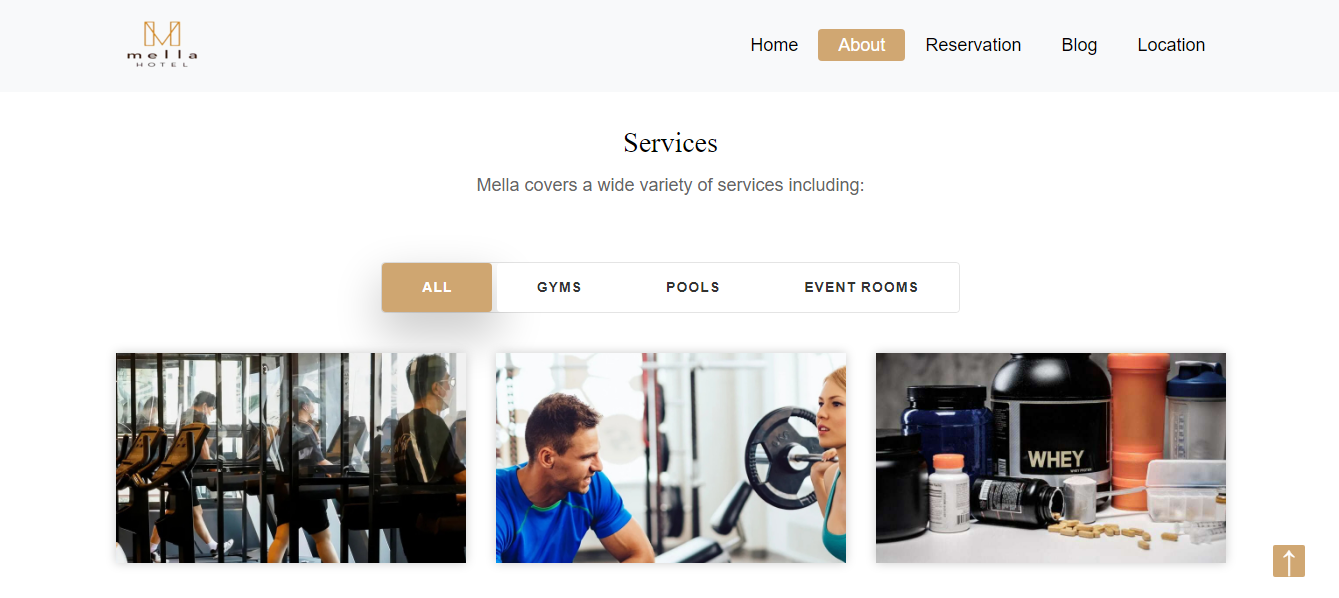 mella
HOTEL
Home About Reservation Blog Location
Services
Mella covers a wide variety of services including:
ALL GYMS POOLS EVENT ROOMS
WHEY